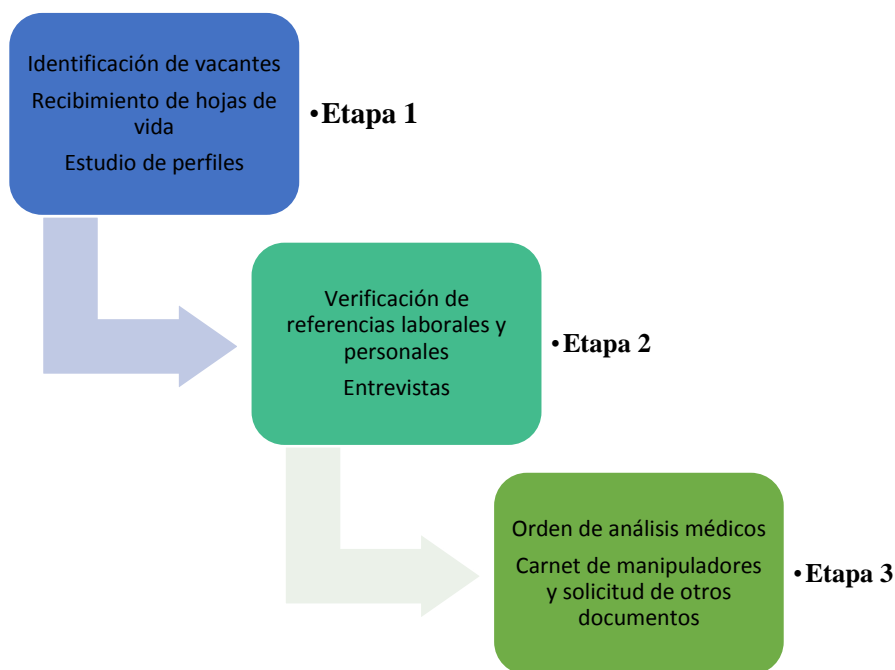 Identificación de vacantes
Recibimiento de hojas de
vida
Estudio de perfiles
•Etapa 1
Verificación de
referencias laborales y
personales
Entrevistas
•Etapa 2
Orden de análisis médicos
Carnet de manipuladores
y solicitud de otros
documentos
•Etapa 3